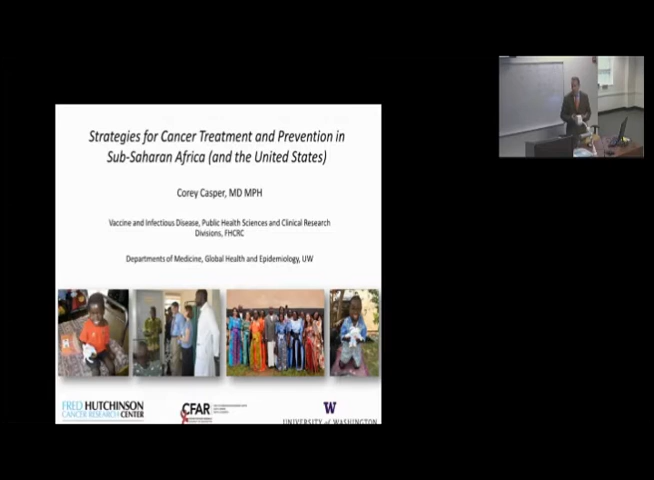 Strategies for Cancer Treatment and Prevention in
Sub-Saharan Africa (and the United States)
Corey Casper, MD MPH
Vaccine and Infectious Disease, Public Health Sciences and Clinical Research
Divisions, FHCRC
Departments of Medicine, Global Health and Epidemiology, UW
FRED HUTCHINSON
CANCER RESEARCH CENTER
CFAR
W
UNIVERSITY of WASHINGTON